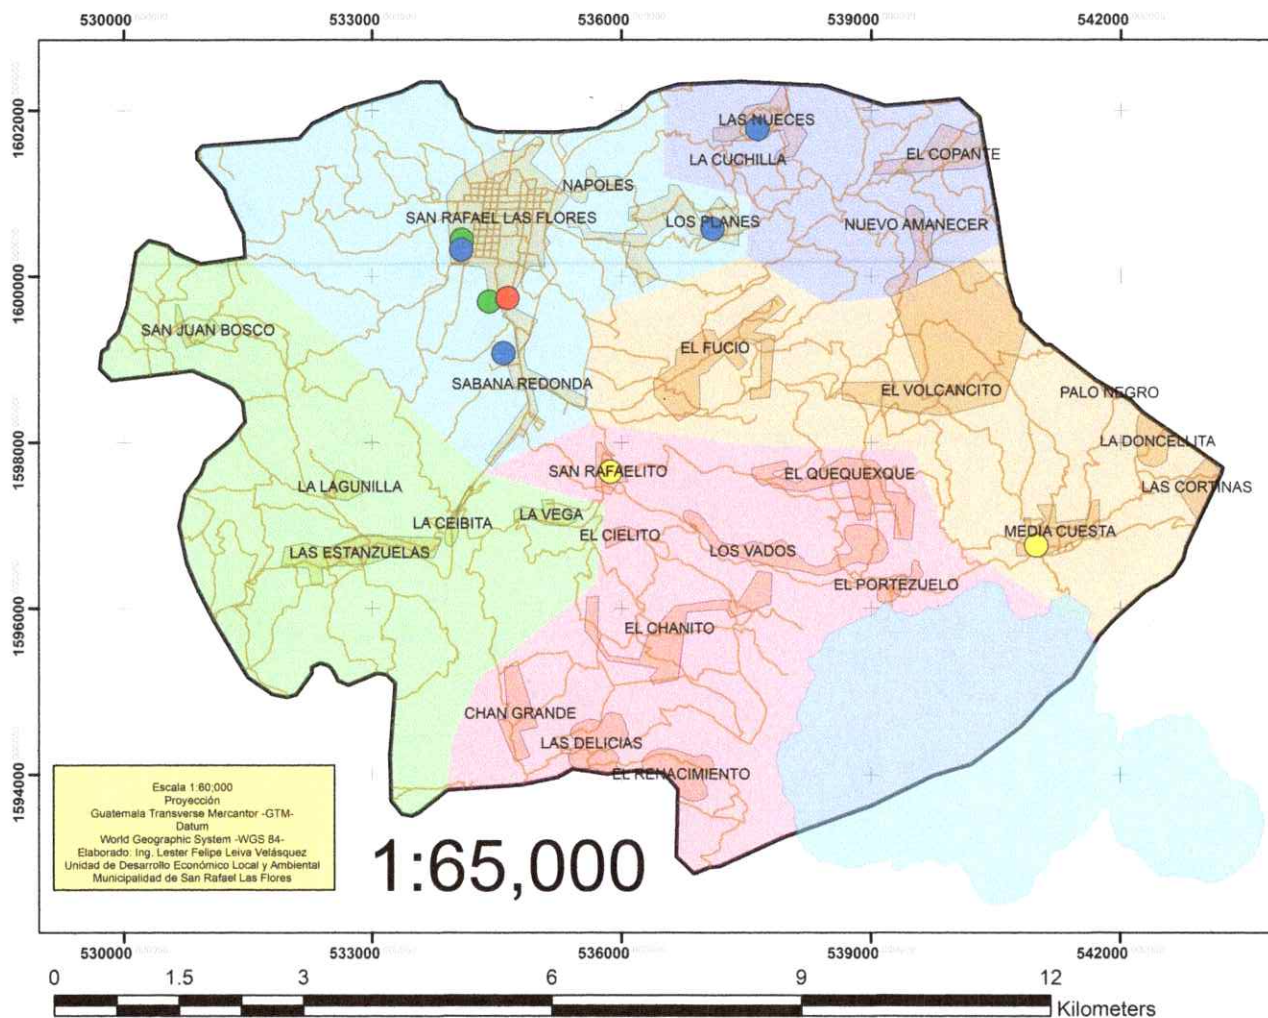 530000 533000 536000 539000 542000
1602000
LAS NUECES
LA CUCHILLA
EL COPANTE
NAPOLES
SAN RAFAEL LAS FLORES
LOS PLANES
NUEVO AMANECER
1600000
SAN JUAN BOSCO
EL FUCIO
SABANA REDONDA
EL VOLCANCITO
PALO NEGRO
1598000
LA DONCELLITA
SAN RAFAELITO
EL QUEQUEXQUE
LA LAGUNILLA
LAS CORTINAS
LA VEGA
LA CEIBITA
EL CIELITO
MEDIA CUESTA
LAS ESTANZUELAS
LOS VADOS
EL PORTEZUELO
1596000
EL CHANITO
CHAN GRANDE
LAS DELICIAS
EL RENACIMIENTO
1594000
Escala 1:60,000
Proyección
Guatemala Transverse Mercantor -GTM-
Datum
World Geographic System -WGS 84-
Elaborado: Ing. Lester Felipe Leiva Velásquez
Unidad de Desarrollo Económico Local y Ambiental
Municipalidad de San Rafael Las Flores
1:65,000
530000 533000 536000 539000 542000
0 1.5 3 6 9 12
Kilometers